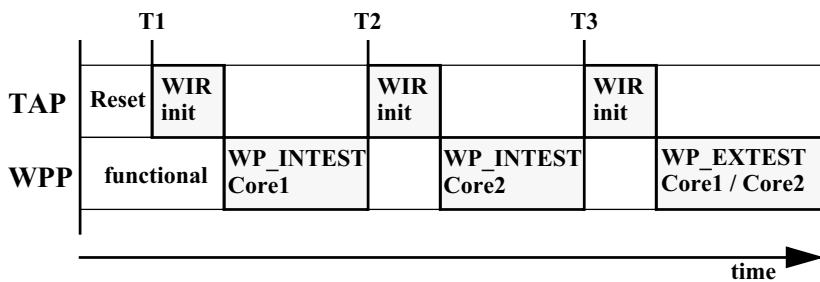 T1 T2 T3
TAP Reset WIR init WIR init WIR init
WPP functional WP_INTEST Core1 WP_INTEST Core2 WP_EXTEST Core1 / Core2
time